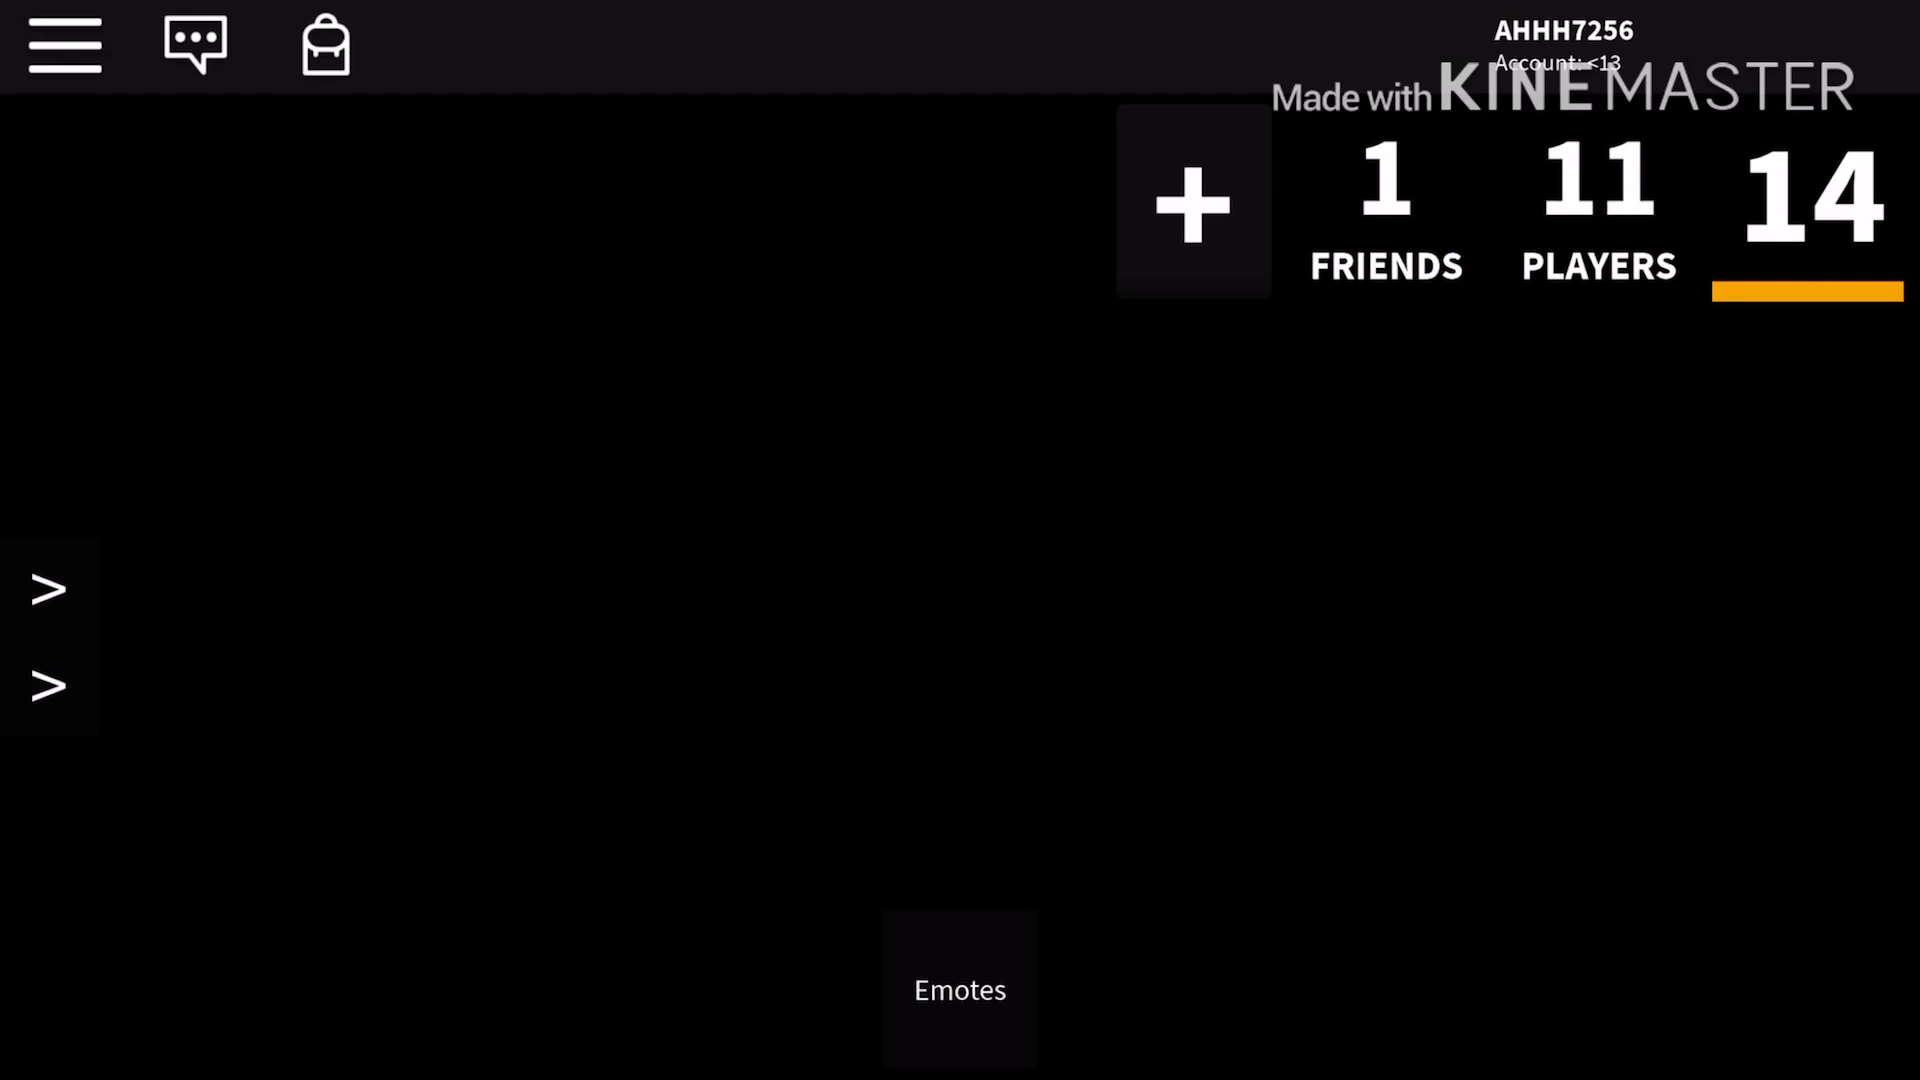 AHHH7256
Account: <13
Made with KINEMASTER
1
FRIENDS
11
PLAYERS
14
>
>
Emotes